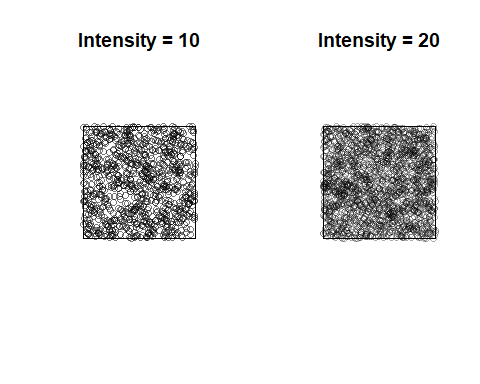 Intensity = 10
Intensity = 20